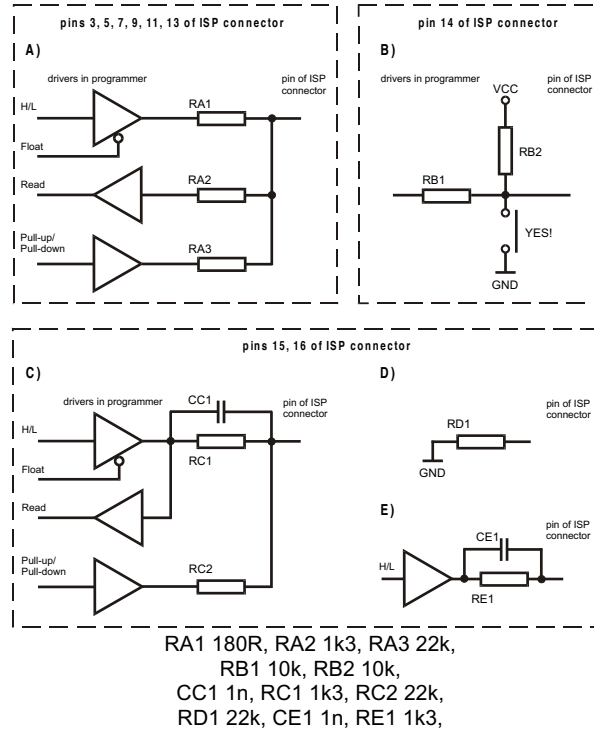 pins 3, 5, 7, 9, 11, 13 of ISP connector
A)
drivers in programmer
pin of ISP
connector
H/L
RA1
Float
Read
RA2
Pull-up/
Pull-down
RA3
pin 14 of ISP connector
B)
drivers in programmer
pin of ISP
connector
VCC
RB2
RB1
YES!
GND
pins 15, 16 of ISP connector
C)
drivers in programmer
CC1
pin of ISP
connector
H/L
RC1
Float
Read
Pull-up/
Pull-down
RC2
D)
pin of ISP
connector
RD1
GND
E)
pin of ISP
connector
CE1
H/L
RE1
RA1 180R, RA2 1k3, RA3 22k,
RB1 10k, RB2 10k,
CC1 1n, RC1 1k3, RC2 22k,
RD1 22k, CE1 1n, RE1 1k3,